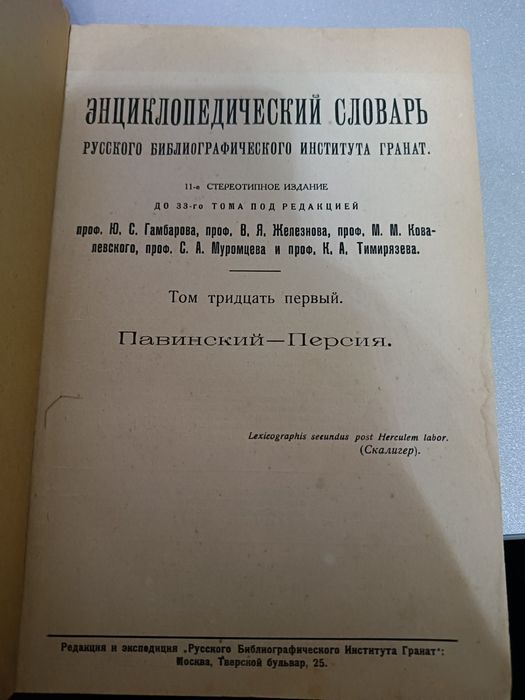 ЭНЦИКЛОПЕДИЧЕСКИЙ СЛОВАРЬ
РУССКОГО БИБЛИОГРАФИЧЕСКОГО ИНСТИТУТА ГРАНАТ.
11-е СТЕРЕОТИПНОЕ ИЗДАНИЕ
ДО 33-го ТОМА ПОД РЕДАКЦИЕЙ
проф. Ю. С. Гамбарова, проф. В. Я. Железнова, проф. М. М. Кова-
левского, проф. С. А. Муромцева и проф. К. А. Тимирязева.
Том тридцать первый.
Павинский—Персия.
Lexicographis secundus post Herculem labor.
(Скалигер).
Редакция и экспедиция „Русского Библиографического Института Гранат":
Москва, Тверской бульвар, 25.